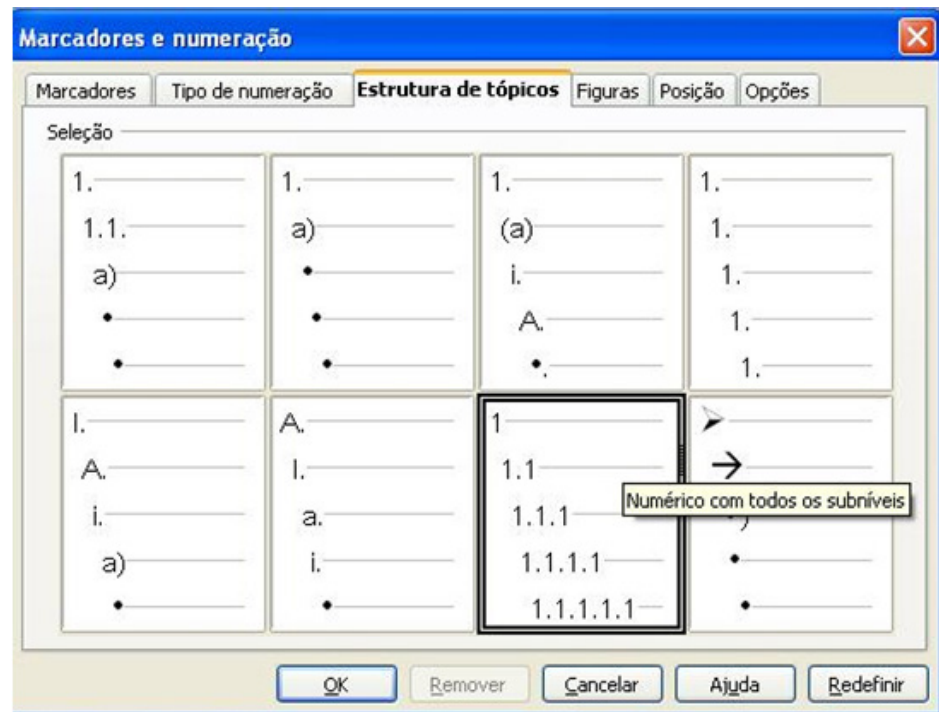 Marcadores e numeração
Marcadores Tipo de numeração Estrutura de tópicos Figuras Posição Opções
Seleção
1.
1.1.
a)
•
•
1.
a)
•
•
•
1.
(a)
i.
A.
•.
1.
1.
1.
1.
1.
I.
A.
i.
a)
•
A.
I.
a.
i.
•
1
1.1
1.1.1
1.1.1.1
1.1.1.1.1
➢
→
•
•
Numérico com todos os subníveis
OK Remover Cancelar Ajuda Redefinir